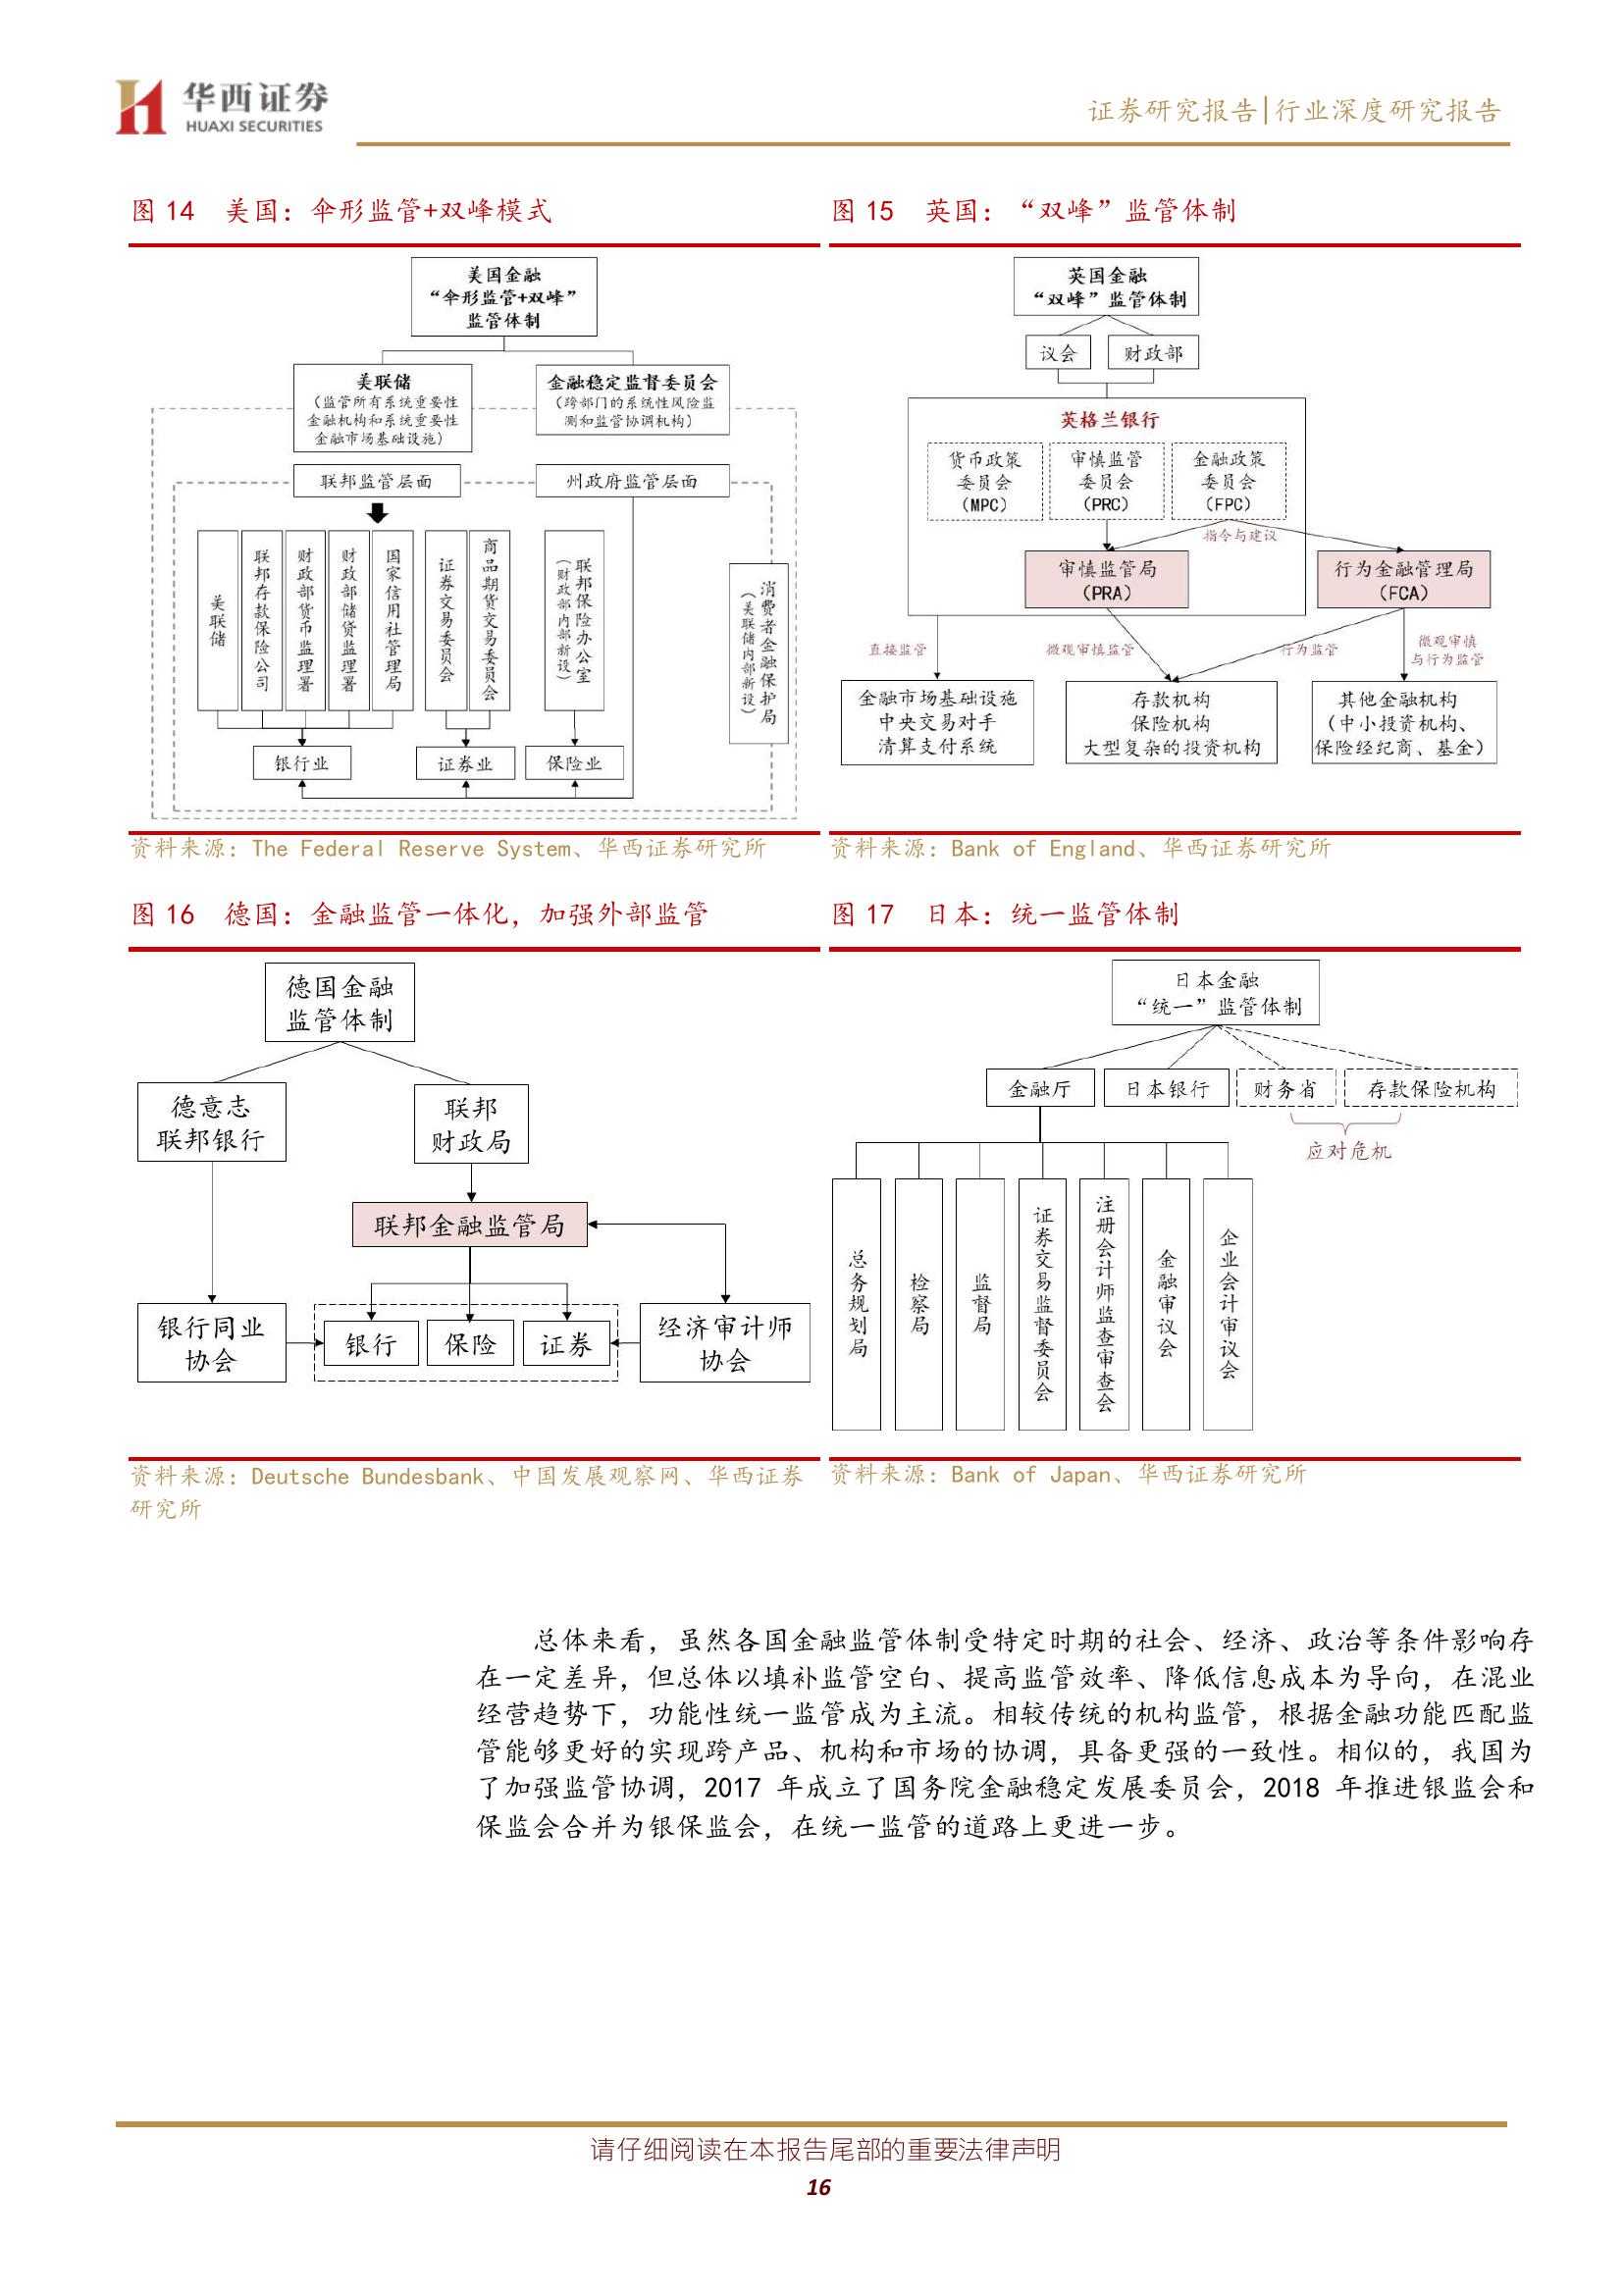 华西证券
HUAXI SECURITIES
证券研究报告|行业深度研究报告
图 14 美国：伞形监管+双峰模式
美国金融
“伞形监管+双峰”
监管体制
美联储
（监管所有系统重要性
金融机构和系统重要性
金融市场基础设施）
金融稳定监督委员会
（跨部门的系统性风险监
测和监管协调机构）
联邦监管层面
州政府监管层面
美联储
联邦存款保险公司
财政部货币监理署
财政部储贷监理署
国家信用社管理局
证券交易委员会
商品期货交易委员会
联邦保险办公室
（财政部内部新设）
消费者金融保护局
（美联储内部新设）
银行业
证券业
保险业
资料来源：The Federal Reserve System、华西证券研究所
图 15 英国：“双峰”监管体制
英国金融
“双峰”监管体制
议会
财政部
英格兰银行
货币政策
委员会
（MPC）
审慎监管
委员会
（PRC）
金融政策
委员会
（FPC）
指令与建议
审慎监管局
（PRA）
行为金融管理局
（FCA）
直接监管
微观审慎监管
行为监管
微观审慎
与行为监管
金融市场基础设施
中央交易对手
清算支付系统
存款机构
保险机构
大型复杂的投资机构
其他金融机构
（中小投资机构、
保险经纪商、基金）
资料来源：Bank of England、华西证券研究所
图 16 德国：金融监管一体化，加强外部监管
德国金融
监管体制
德意志
联邦银行
联邦
财政局
联邦金融监管局
银行同业
协会
银行
保险
证券
经济审计师
协会
资料来源：Deutsche Bundesbank、中国发展观察网、华西证券
研究所
图 17 日本：统一监管体制
日本金融
“统一”监管体制
金融厅
日本银行
财务省
存款保险机构
应对危机
总务规划局
检察局
监督局
证券交易监督委员会
注册会计师监查审查会
金融审议会
企业会计审议会
资料来源：Bank of Japan、华西证券研究所
总体来看，虽然各国金融监管体制受特定时期的社会、经济、政治等条件影响存
在一定差异，但总体以填补监管空白、提高监管效率、降低信息成本为导向，在混业
经营趋势下，功能性统一监管成为主流。相较传统的机构监管，根据金融功能匹配监
管能够更好的实现跨产品、机构和市场的协调，具备更强的一致性。相似的，我国为
了加强监管协调，2017 年成立了国务院金融稳定发展委员会，2018 年推进银监会和
保监会合并为银保监会，在统一监管的道路上更进一步。
请仔细阅读在本报告尾部的重要法律声明
16